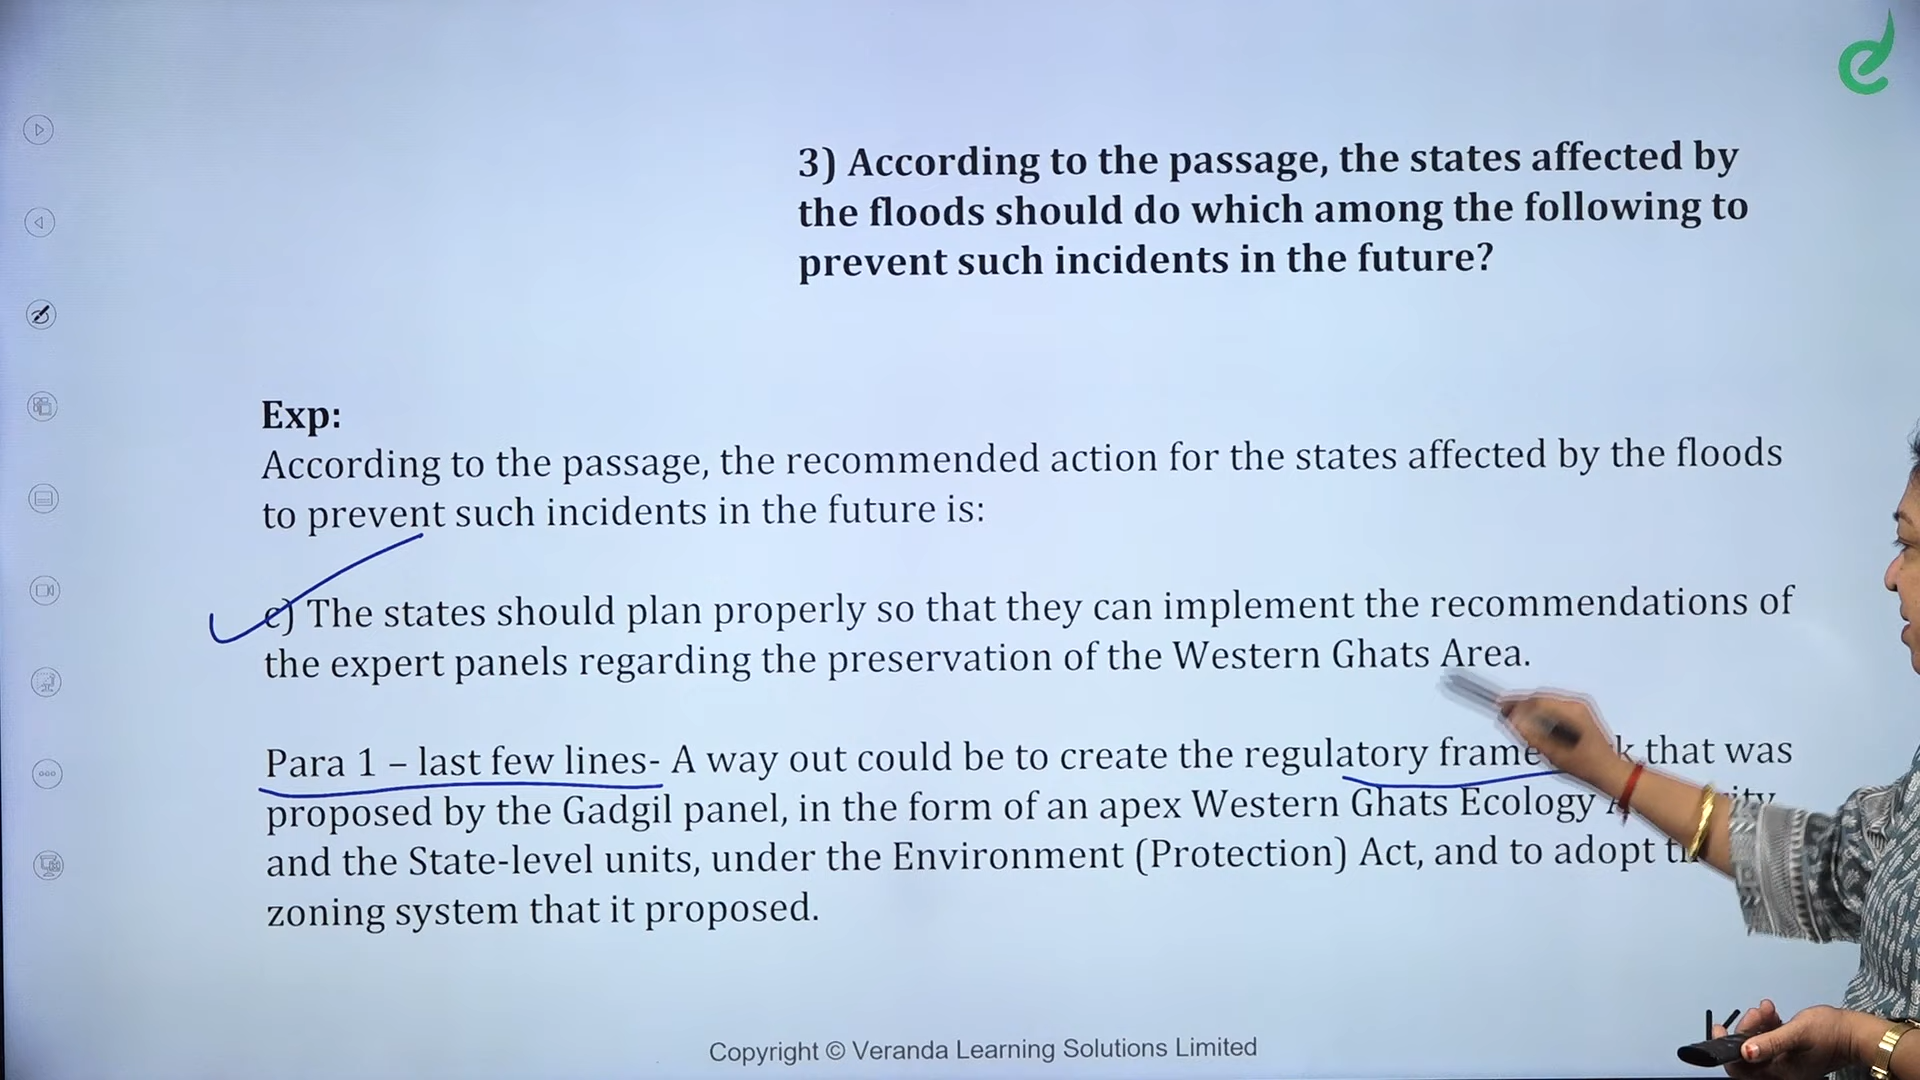 3) According to the passage, the states affected by
the floods should do which among the following to
prevent such incidents in the future?
Exp:
According to the passage, the recommended action for the states affected by the floods
to prevent such incidents in the future is:
c) The states should plan properly so that they can implement the recommendations of
the expert panels regarding the preservation of the Western Ghats Area.
Para 1 – last few lines- A way out could be to create the regulatory that was
proposed by the Gadgil panel, in the form of an apex Western Ghats Ecology
and the State-level units, under the Environment (Protection) Act, and to adopt
zoning system that it proposed.
Copyright © Veranda Learning Solutions Limited